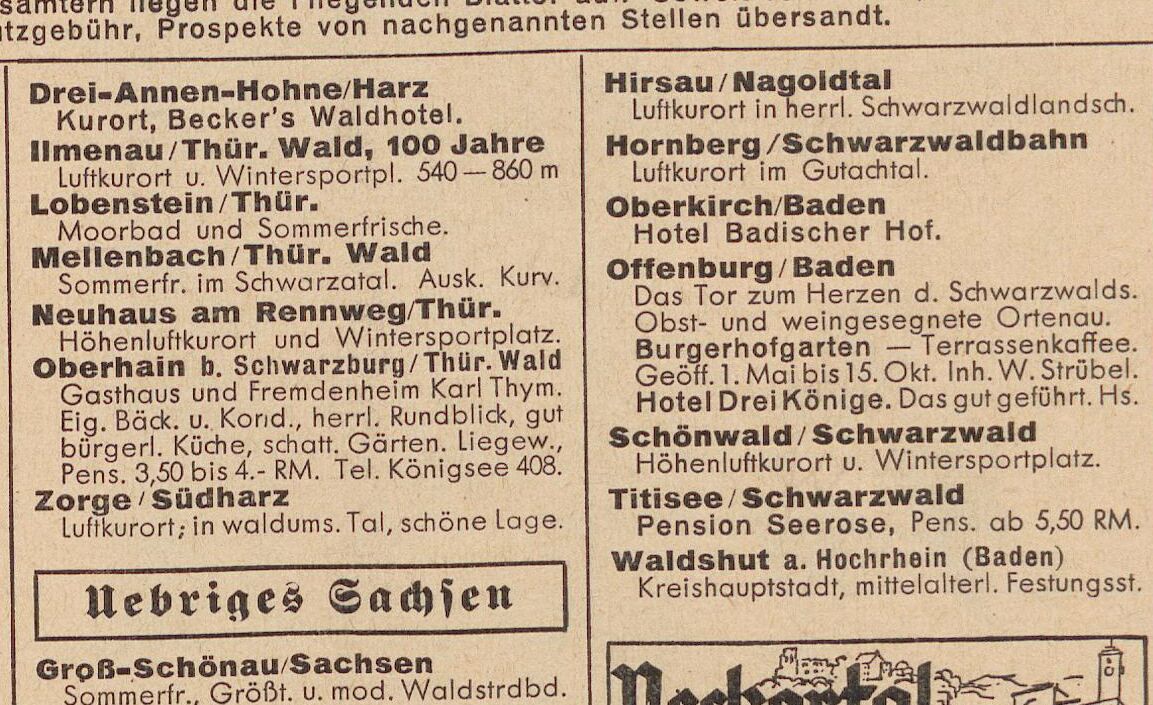 tzgebühr, Prospekte von nachgenannten Stellen übersandt.
Drei-Annen-Hohne/Harz
Kurort, Becker's Waldhotel.
Ilmenau/Thür. Wald, 100 Jahre
Luftkurort u. Wintersportpl. 540—860 m
Lobenstein/Thür.
Moorbad und Sommerfrische.
Mellenbach/Thür. Wald
Sommerfr. im Schwarzatal. Ausk. Kurv.
Neuhaus am Rennweg/Thür.
Höhenluftkurort und Wintersportplatz.
Oberhain b. Schwarzburg/Thür. Wald
Gasthaus und Fremdenheim Karl Thym.
Eig. Bäck. u. Kond., herrl. Rundblick, gut
bürgerl. Küche, schatt. Gärten. Liegew.,
Pens. 3,50 bis 4.- RM. Tel. Königsee 408.
Zorge/Südharz
Luftkurort; in waldums. Tal, schöne Lage.
Uebriges Sachsen
Groß-Schönau/Sachsen
Sommerfr., Größt. u. mod. Waldstrdbd.
Hirsau/Nagoldtal
Luftkurort in herrl. Schwarzwaldlandsch.
Hornberg/Schwarzwaldbahn
Luftkurort im Gutachtal.
Oberkirch/Baden
Hotel Badischer Hof.
Offenburg/Baden
Das Tor zum Herzen d. Schwarzwalds.
Obst- und weingesegnete Ortenau.
Burgerhofgarten — Terrassenkaffee.
Geöff. 1. Mai bis 15. Okt. Inh. W. Strübel.
Hotel Drei Könige. Das gut geführt. Hs.
Schönwald/Schwarzwald
Höhenluftkurort u. Wintersportplatz.
Titisee/Schwarzwald
Pension Seerose, Pens. ab 5,50 RM.
Waldshut a. Hochrhein (Baden)
Kreishauptstadt, mittelalterl. Festungsst.
Neckartal